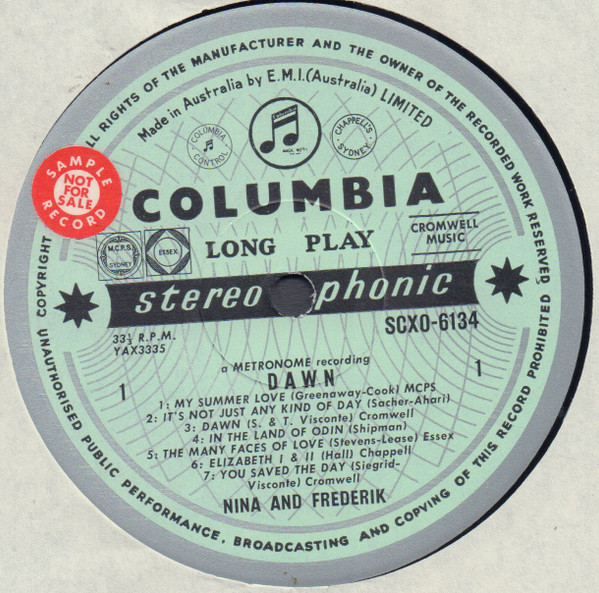 ALL RIGHTS OF THE MANUFACTURER AND THE OWNER OF THE RECORDED WORK RESERVED
UNAUTHORISED PUBLIC PERFORMANCE, BROADCASTING AND COPYING OF THIS RECORD PROHIBITED
COPYRIGHT
Made in Australia by E.M.I. (Australia) LIMITED
COLUMBIA
CONTROL
CHAPPELL'S
SYDNEY
SAMPLE
NOT
FOR
SALE
RECORD
COLUMBIA
M.C.P.S.
SYDNEY
ESSEX
LONG PLAY
CROMWELL
MUSIC
stereo phonic
33⅓ R.P.M.
YAX3335
SCXO-6134
a METRONOME recording
DAWN
1
1
1: MY SUMMER LOVE (Greenaway-Cook) MCPS
2: IT'S NOT JUST ANY KIND OF DAY (Sacher-Ahari)
3: DAWN (S. & T. Visconte) Cromwell
4: IN THE LAND OF ODIN (Shipman)
5: THE MANY FACES OF LOVE (Stevens-Lease) Essex
6: ELIZABETH I & II (Hall) Chappell
7: YOU SAVED THE DAY (Siegrid-
Visconte) Cromwell
NINA AND FREDERIK